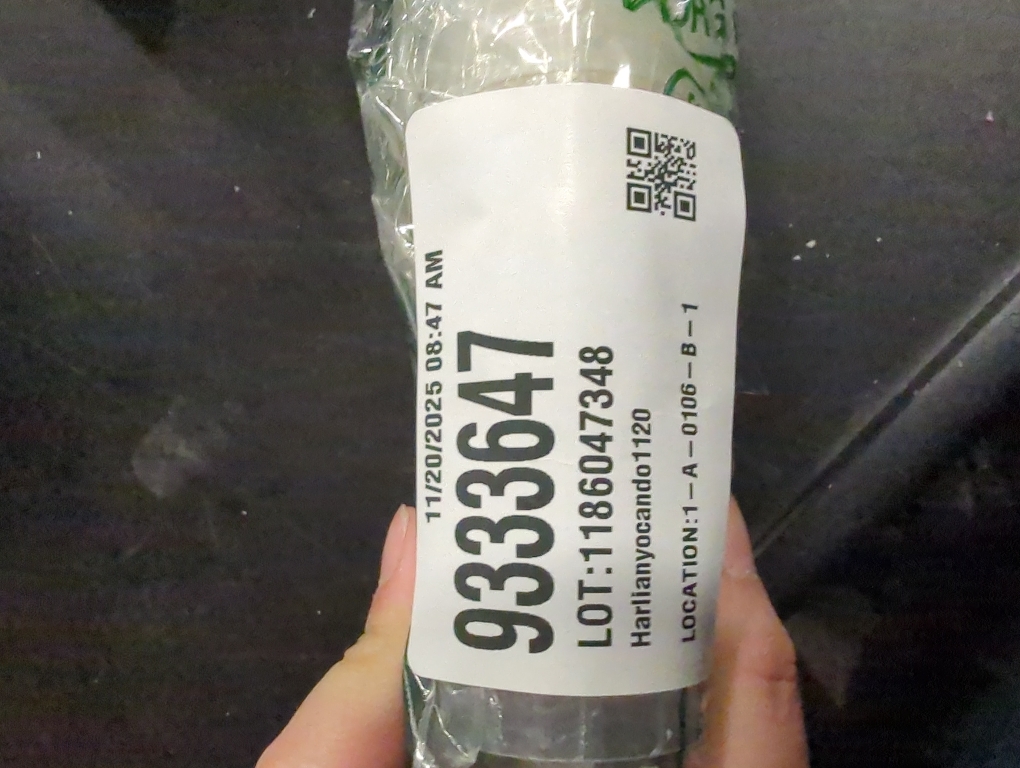 11/20/2025 08:47 AM
9333647
LOT:1186047348
Harlianyocando1120
LOCATION:1-A-0106-B-1